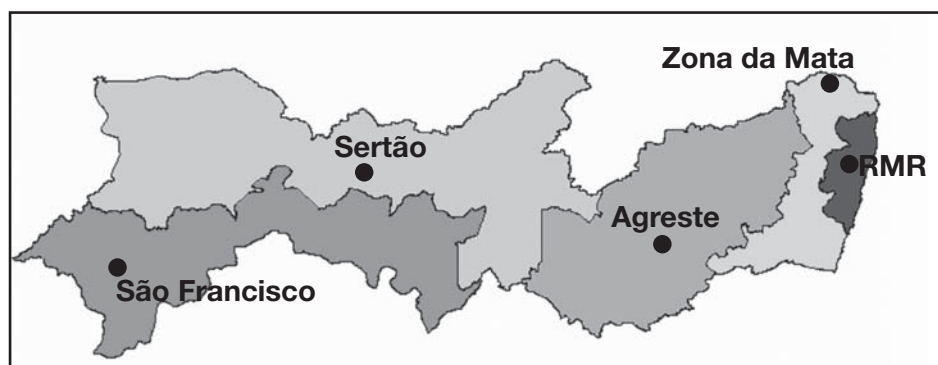 Zona da Mata
Sertão
RMR
Agreste
São Francisco